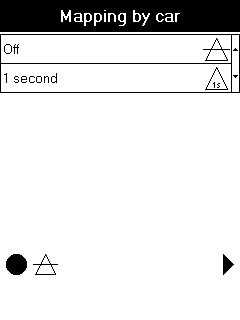 Mapping by car
Off
1 second
1s